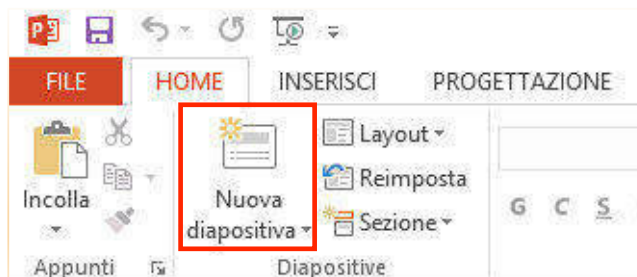 FILE HOME INSERISCI PROGETTAZIONE
Incolla
Nuova
diapositiva
Layout
Reimposta
Sezione
G C S
Appunti Diapositive